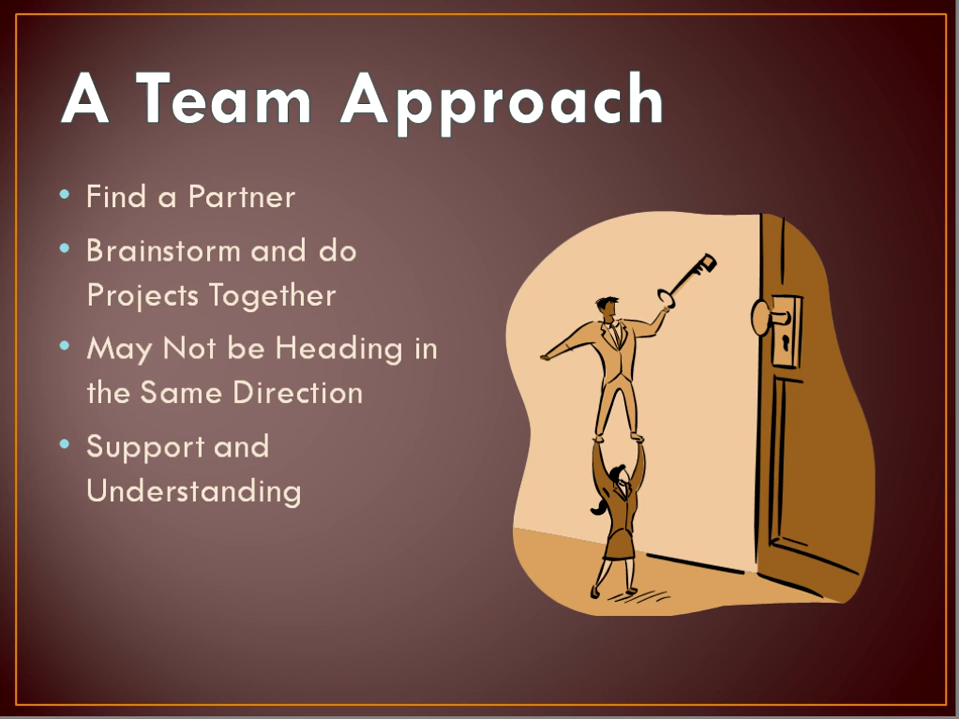 A Team Approach
• Find a Partner
• Brainstorm and do
Projects Together
• May Not be Heading in
the Same Direction
• Support and
Understanding